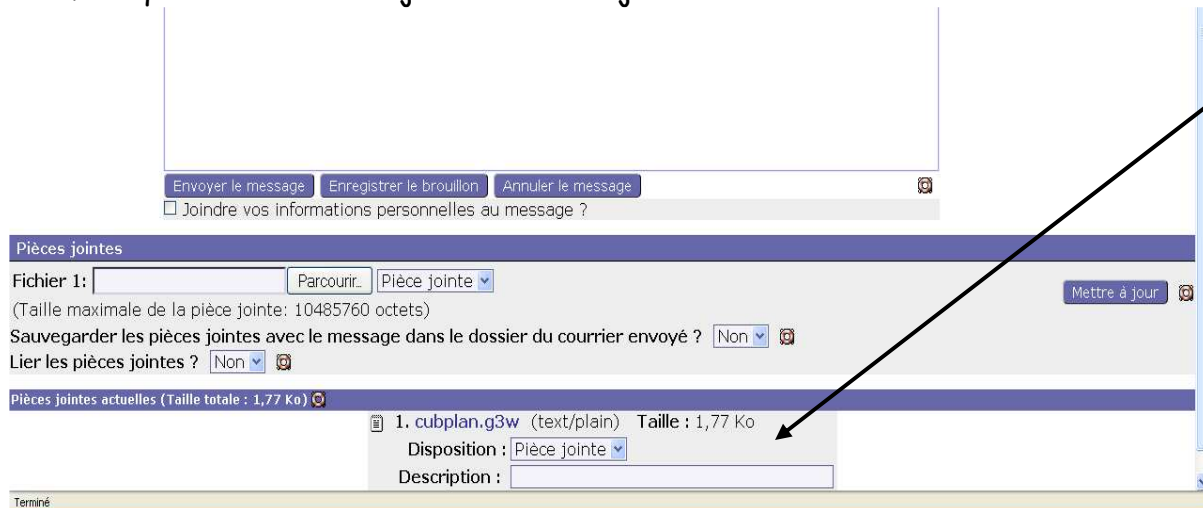 Envoyer le message Enregistrer le brouillon Annuler le message
Joindre vos informations personnelles au message ?
Pièces jointes
Fichier 1: Parcourir... Pièce jointe
Mettre à jour
(Taille maximale de la pièce jointe: 10485760 octets)
Sauvegarder les pièces jointes avec le message dans le dossier du courrier envoyé ? Non
Lier les pièces jointes ? Non
Pièces jointes actuelles (Taille totale : 1,77 Ko)
1. cubplan.g3w (text/plain) Taille : 1,77 Ko
Disposition : Pièce jointe
Description :
Terminé